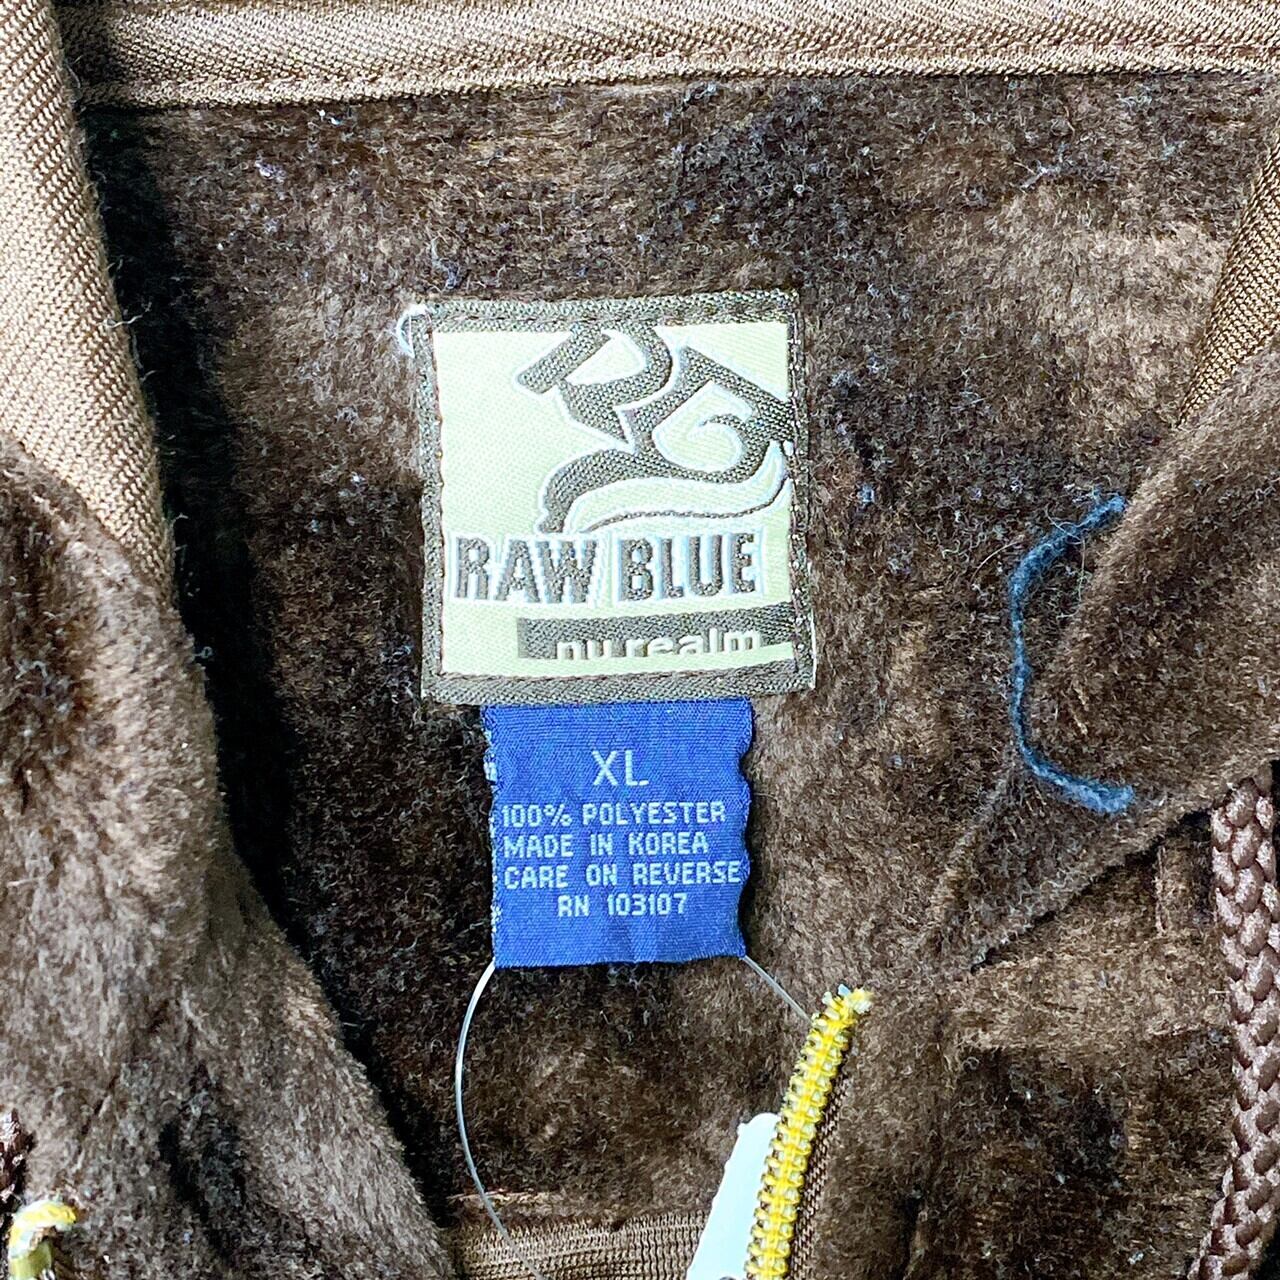 RAW BLUE
nu realm
XL
100% POLYESTER
MADE IN KOREA
CARE ON REVERSE
RN 103107